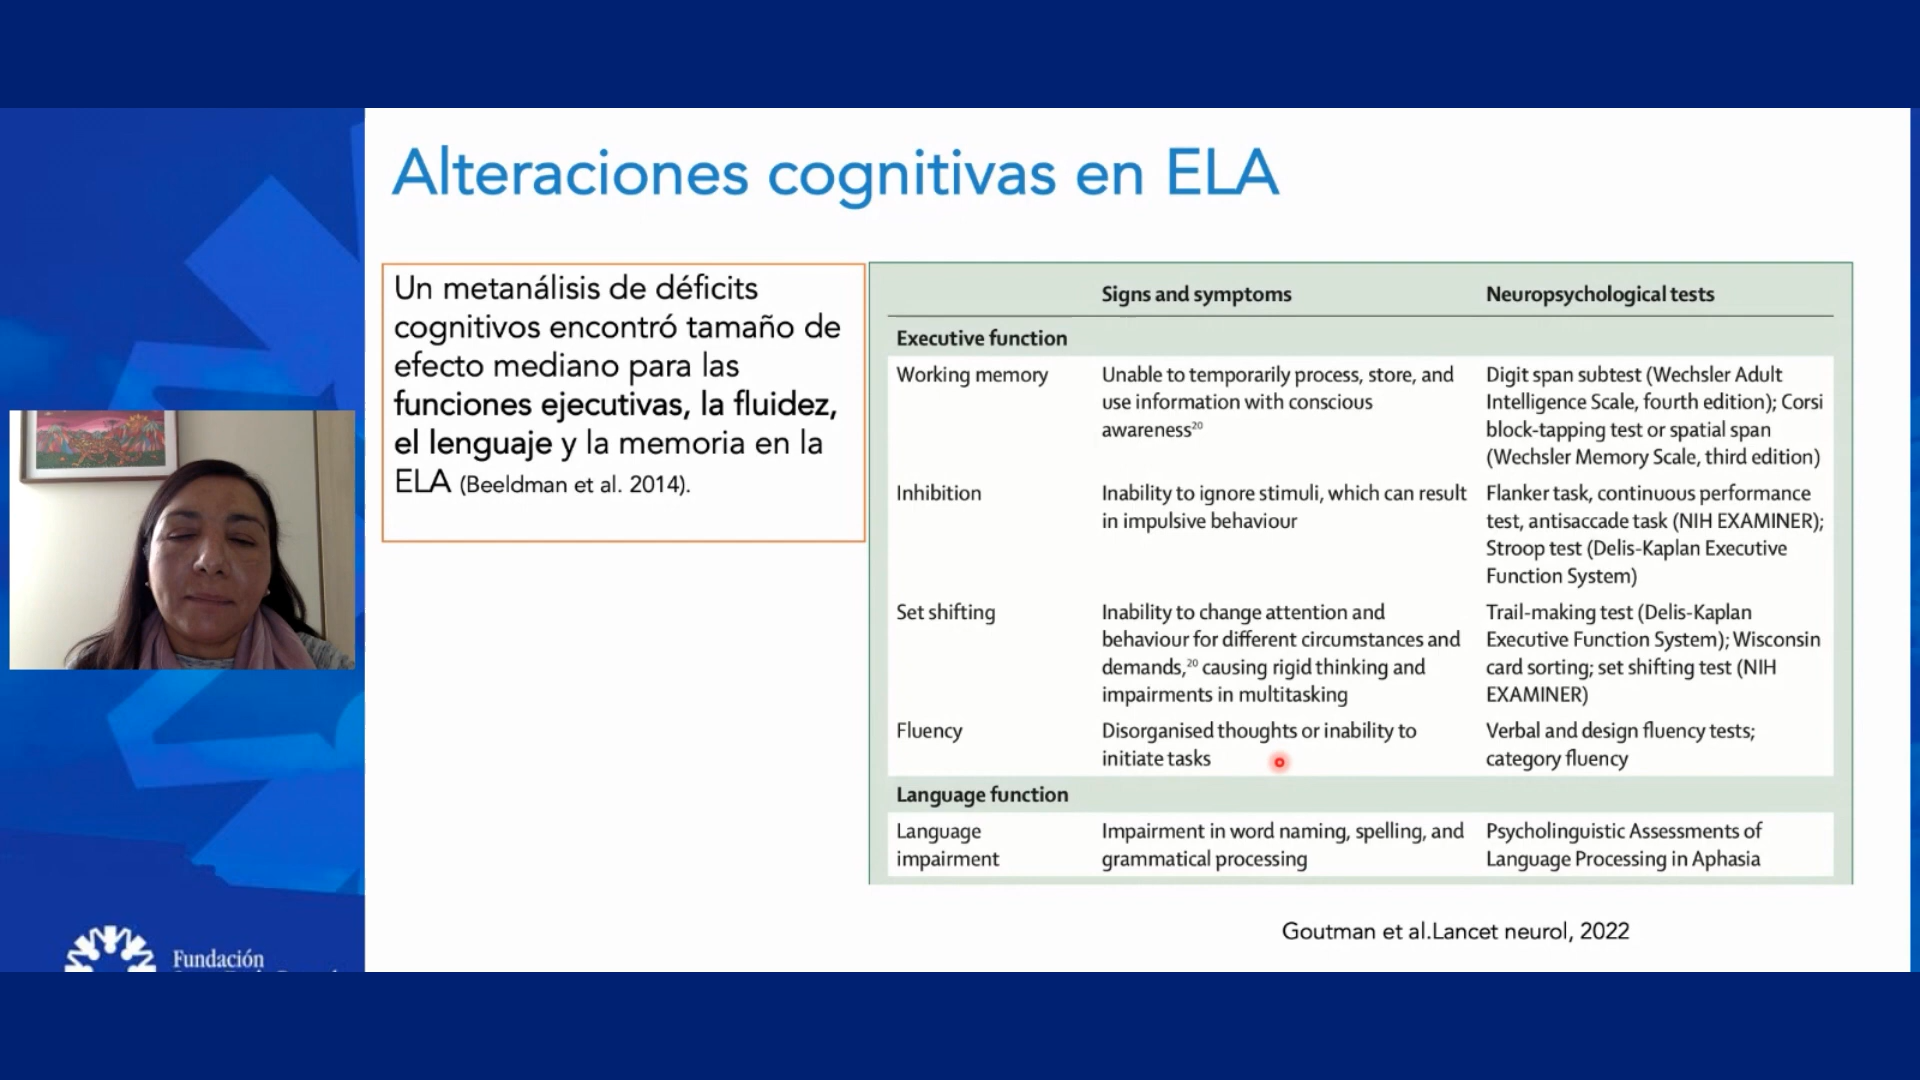 Alteraciones cognitivas en ELA
Un metanálisis de déficits
cognitivos encontró tamaño de
efecto mediano para las
funciones ejecutivas, la fluidez,
el lenguaje y la memoria en la
ELA (Beeldman et al. 2014).
Signs and symptoms
Neuropsychological tests
Executive function
Working memory
Unable to temporarily process, store, and
use information with conscious
awareness²⁰
Digit span subtest (Wechsler Adult
Intelligence Scale, fourth edition); Corsi
block-tapping test or spatial span
(Wechsler Memory Scale, third edition)
Inhibition
Inability to ignore stimuli, which can result
in impulsive behaviour
Flanker task, continuous performance
test, antisaccade task (NIH EXAMINER);
Stroop test (Delis-Kaplan Executive
Function System)
Set shifting
Inability to change attention and
behaviour for different circumstances and
demands,²⁰ causing rigid thinking and
impairments in multitasking
Trail-making test (Delis-Kaplan
Executive Function System); Wisconsin
card sorting; set shifting test (NIH
EXAMINER)
Fluency
Disorganised thoughts or inability to
initiate tasks
Verbal and design fluency tests;
category fluency
Language function
Language
impairment
Impairment in word naming, spelling, and
grammatical processing
Psycholinguistic Assessments of
Language Processing in Aphasia
Goutman et al.Lancet neurol, 2022
Fundación